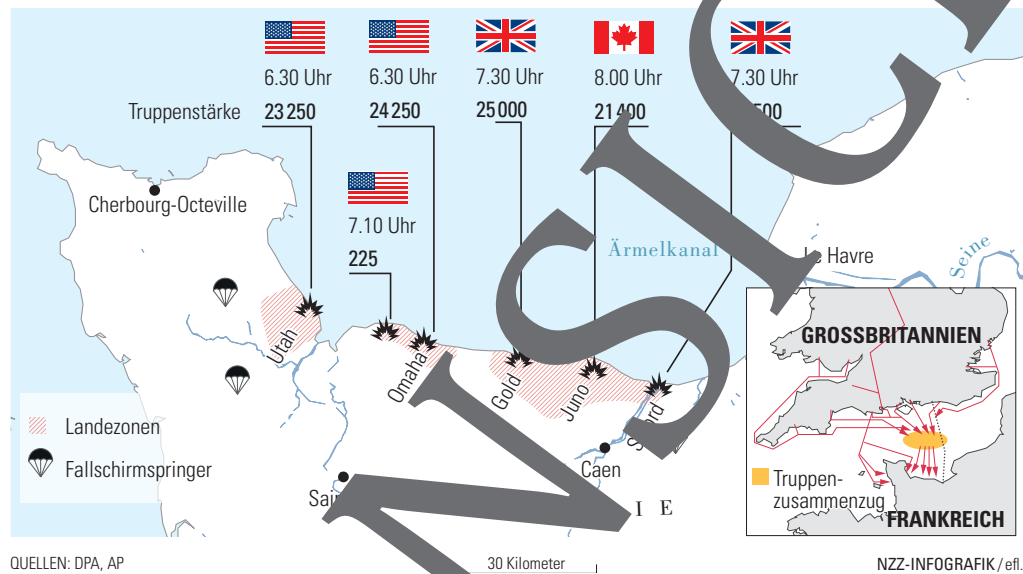 6.30 Uhr 6.30 Uhr 7.30 Uhr 8.00 Uhr 7.30 Uhr
Truppenstärke 23 250 24 250 25 000 21 400
Cherbourg-Octeville
7.10 Uhr
225
Ärmelkanal
Le Havre
Seine
Utah
Omaha
Gold
Juno
Caen
Landezonen
Fallschirmspringer
GROSSBRITANNIEN
Truppen-
zusammenzug
FRANKREICH
QUELLEN: DPA, AP
30 Kilometer
NZZ-INFOGRAFIK/efl.